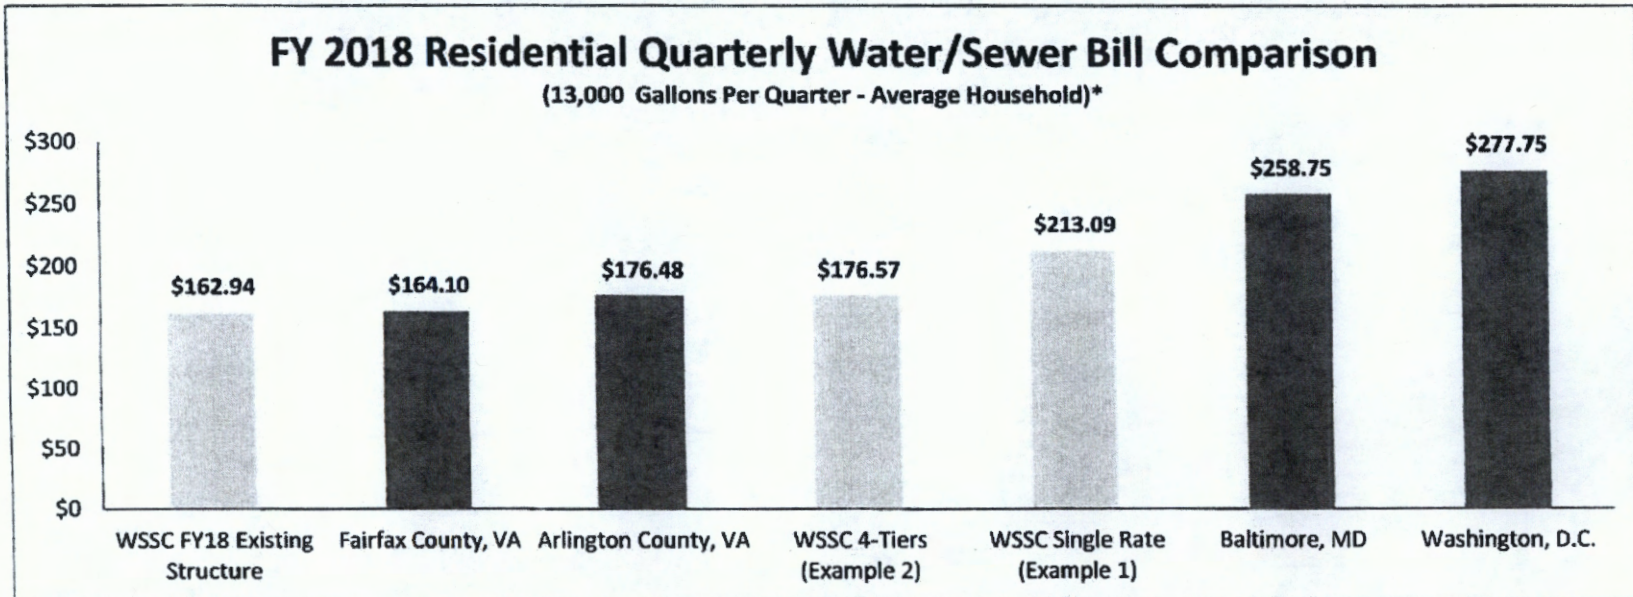 FY 2018 Residential Quarterly Water/Sewer Bill Comparison
(13,000 Gallons Per Quarter - Average Household)*
$300
$250
$200
$150
$100
$50
$0
$162.94
$164.10
$176.48
$176.57
$213.09
$258.75
$277.75
WSSC FY18 Existing
Structure
Fairfax County, VA
Arlington County, VA
WSSC 4-Tiers
(Example 2)
WSSC Single Rate
(Example 1)
Baltimore, MD
Washington, D.C.